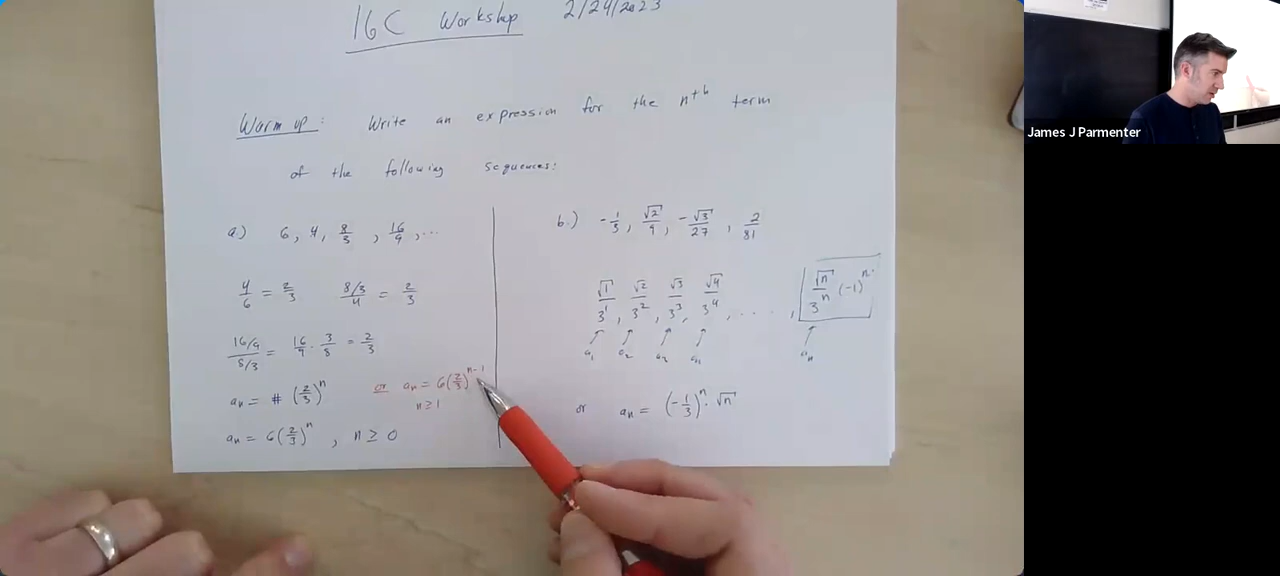 16C Workshop 2/24/2023
Warm up: Write an expression for the nth term
of the following sequences:
a) 6, 4, 8/3, 16/9, ...
4/6 = 2/3 (8/3)/4 = 2/3
(16/9)/(8/3) = 16/9 · 3/8 = 2/3
an = # (2/3)^n
or an = 6(2/3)^(n-1)
n ≥ 1
an = 6(2/3)^n , n ≥ 0
b.) -1/3, √2/9, -√3/27, 2/81
√1/3^1, √2/3^2, √3/3^3, √4/3^4, ....., √n/3^n (-1)^n
a1 a2 an
or an = (-1/3)^n · √n
James J Parmenter